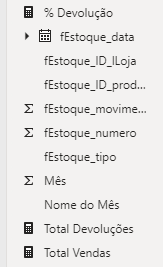 % Devolução
fEstoque_data
fEstoque_ID_lLoja
fEstoque_ID_prod...
fEstoque_movime...
fEstoque_numero
fEstoque_tipo
Mês
Nome do Mês
Total Devoluções
Total Vendas